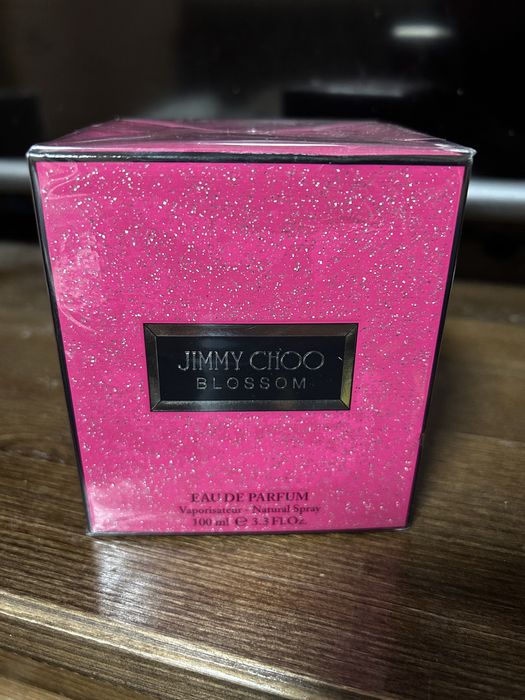 JIMMY CHOO
BLOSSOM
EAU DE PARFUM
Vaporisateur - Natural Spray
100 ml ℮ 3.3 Fl.Oz.